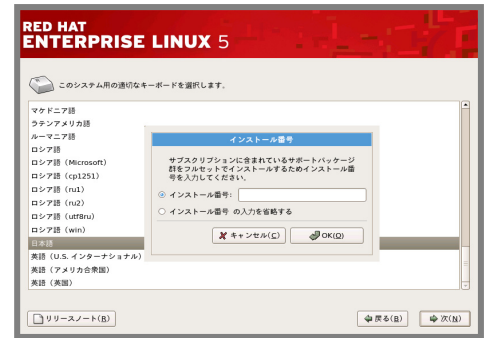 RED HAT
ENTERPRISE LINUX 5
このシステム用の適切なキーボードを選択します。
マケドニア語
ラテンアメリカ語
ルーマニア語
ロシア語
ロシア語 (Microsoft)
ロシア語 (cp1251)
ロシア語 (ru1)
ロシア語 (ru2)
ロシア語 (utf8ru)
ロシア語 (win)
日本語
英語 (U.S. インターナショナル)
英語 (アメリカ合衆国)
英語 (英国)
インストール番号
サブスクリプションに含まれているサポートパッケージ
群をフルセットでインストールするためインストール番
号を入力してください。
インストール番号:
インストール番号 の入力を省略する
キャンセル(C)
OK(O)
リリースノート(R)
戻る(B)
次(N)